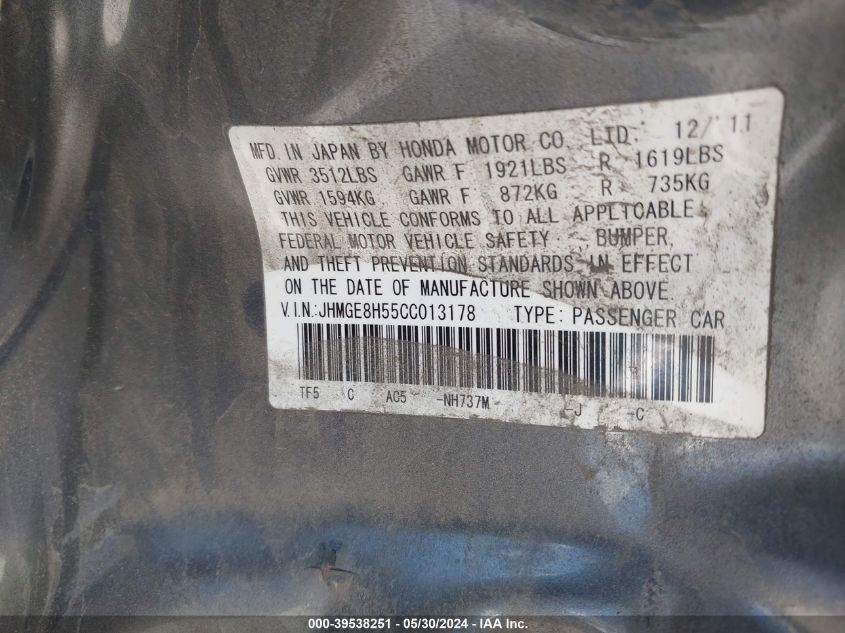 MFD. IN JAPAN BY HONDA MOTOR CO. LTD. 12/'11
GVWR 3512LBS GAWR F 1921LBS R 1619LBS
GVWR 1594KG GAWR F 872KG R 735KG
THIS VEHICLE CONFORMS TO ALL APPLICABLE
FEDERAL MOTOR VEHICLE SAFETY, BUMPER,
AND THEFT PREVENTION STANDARDS IN EFFECT
ON THE DATE OF MANUFACTURE SHOWN ABOVE.
V.I.N.:JHMGE8H55CC013178 TYPE: PASSENGER CAR
TF5 C A05 -NH737M -J -C
000-39538251 - 05/30/2024 - IAA Inc.